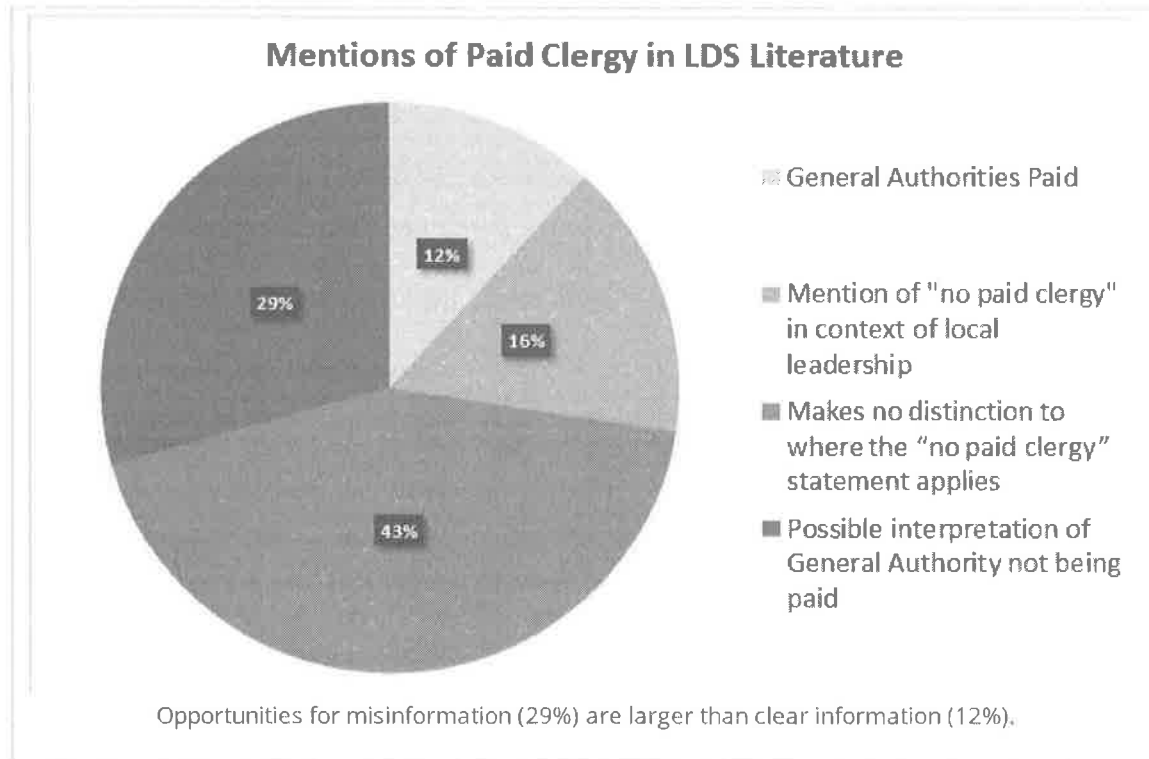 Mentions of Paid Clergy in LDS Literature
12%
29%
16%
43%
General Authorities Paid
Mention of "no paid clergy"
in context of local
leadership
Makes no distinction to
where the “no paid clergy”
statement applies
Possible interpretation of
General Authority not being
paid
Opportunities for misinformation (29%) are larger than clear information (12%).